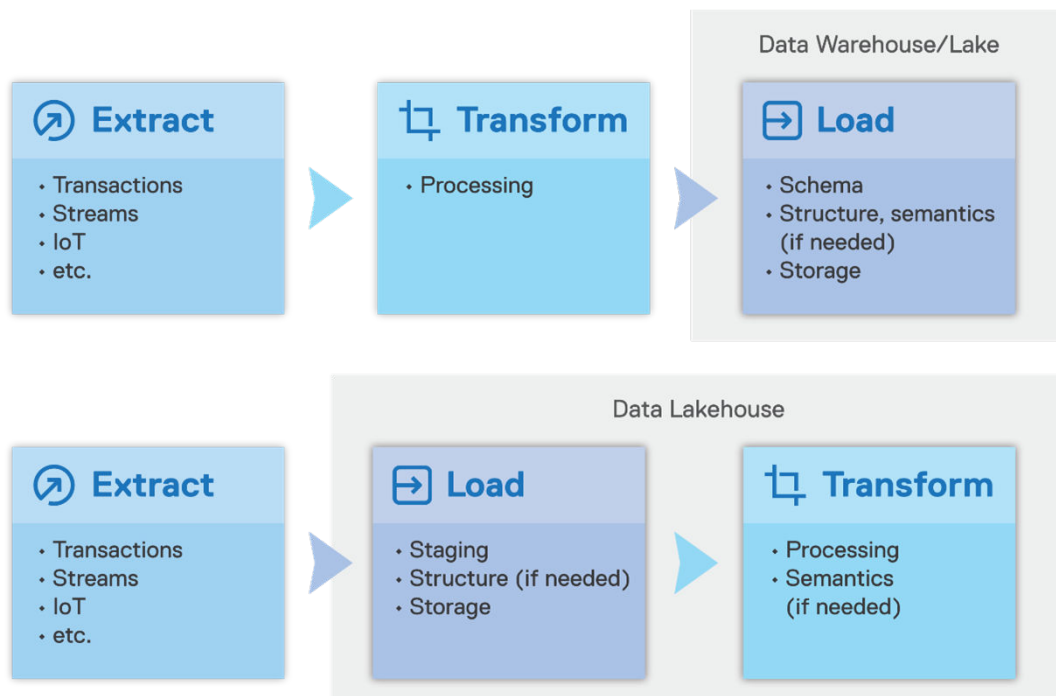 Data Warehouse/Lake
Extract
• Transactions
• Streams
• IoT
• etc.
Transform
• Processing
Load
• Schema
• Structure, semantics
(if needed)
• Storage
Data Lakehouse
Extract
• Transactions
• Streams
• IoT
• etc.
Load
• Staging
• Structure (if needed)
• Storage
Transform
• Processing
• Semantics
(if needed)